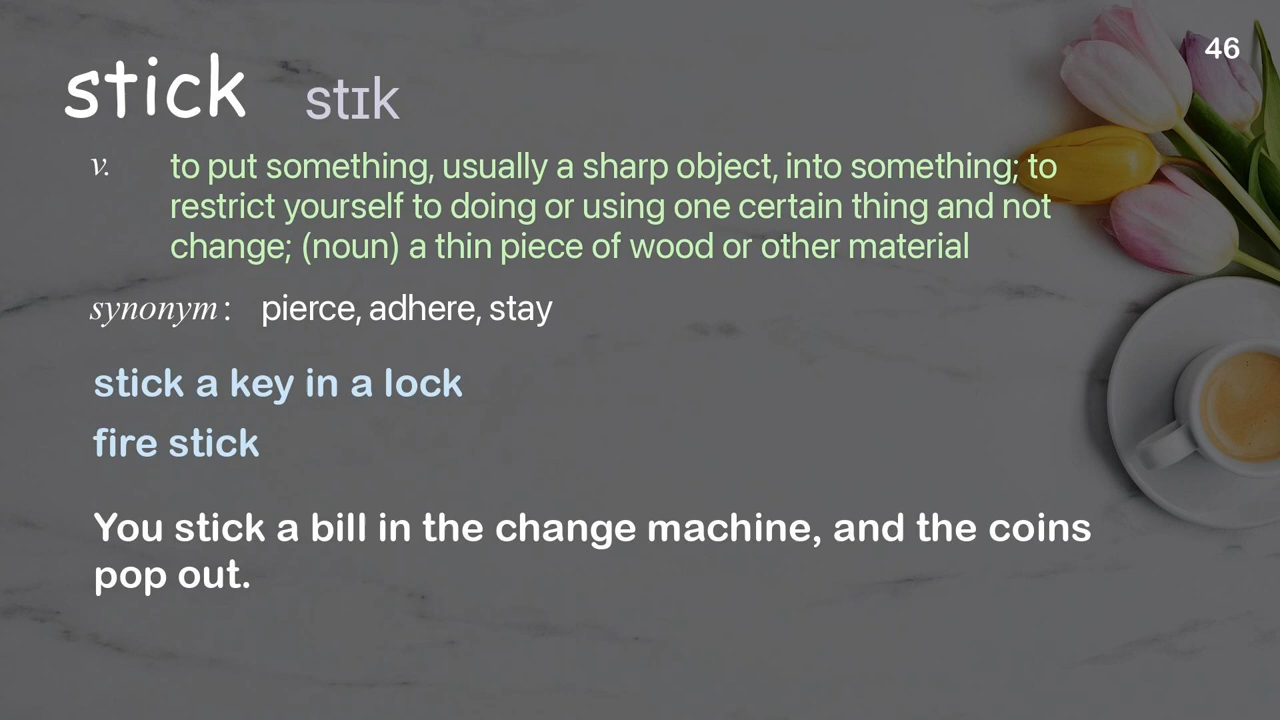 46
stick stɪk
v. to put something, usually a sharp object, into something; to
restrict yourself to doing or using one certain thing and not
change; (noun) a thin piece of wood or other material
synonym : pierce, adhere, stay
stick a key in a lock
fire stick
You stick a bill in the change machine, and the coins
pop out.